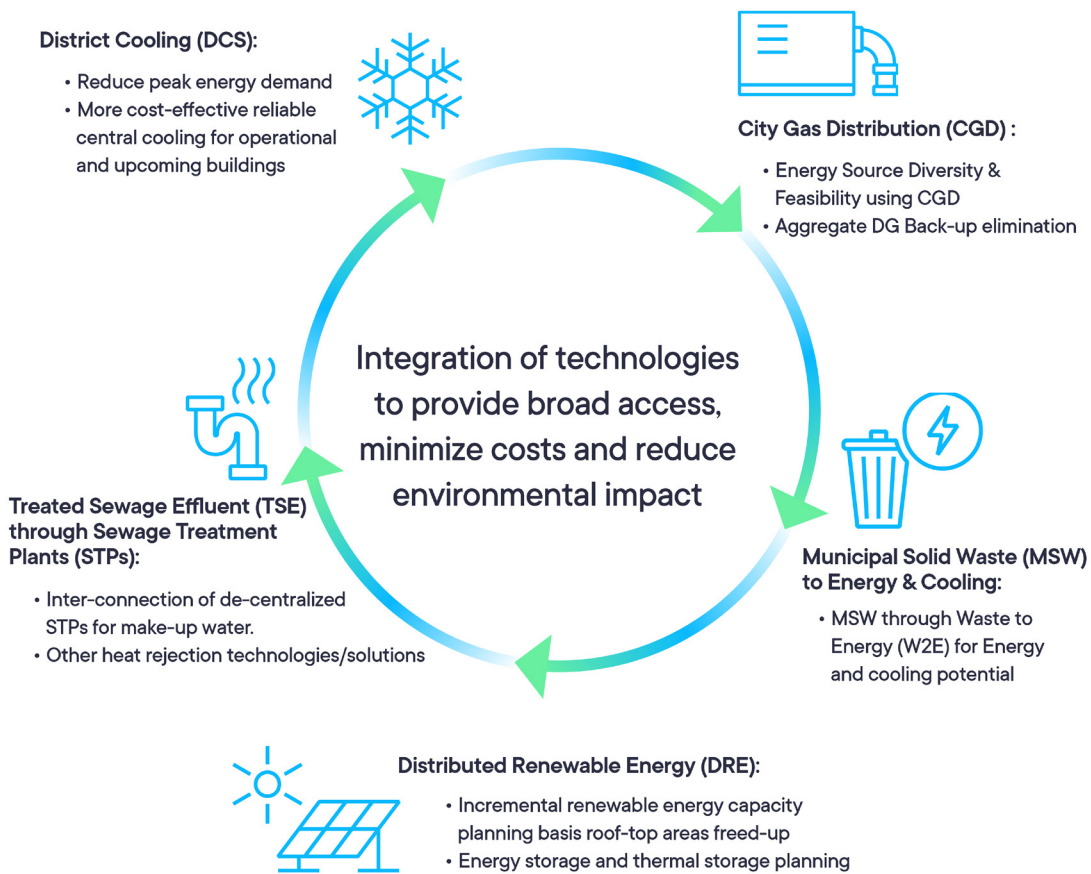 District Cooling (DCS):
• Reduce peak energy demand
• More cost-effective reliable
central cooling for operational
and upcoming buildings
City Gas Distribution (CGD) :
• Energy Source Diversity &
Feasibility using CGD
• Aggregate DG Back-up elimination
Integration of technologies
to provide broad access,
minimize costs and reduce
environmental impact
Municipal Solid Waste (MSW)
to Energy & Cooling:
• MSW through Waste to
Energy (W2E) for Energy
and cooling potential
Distributed Renewable Energy (DRE):
• Incremental renewable energy capacity
planning basis roof-top areas freed-up
• Energy storage and thermal storage planning
Treated Sewage Effluent (TSE)
through Sewage Treatment
Plants (STPs):
• Inter-connection of de-centralized
STPs for make-up water.
• Other heat rejection technologies/solutions